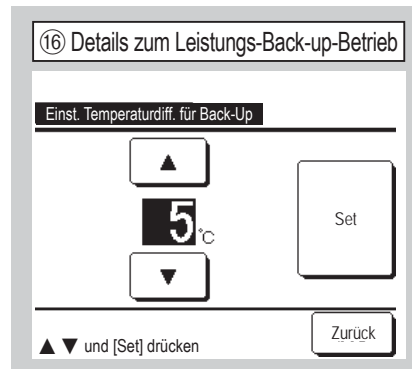 ⑯ Details zum Leistungs-Back-up-Betrieb
Einst. Temperaturdiff. für Back-Up
▲
5°C
Set
▼
▲ ▼ und [Set] drücken
Zurück